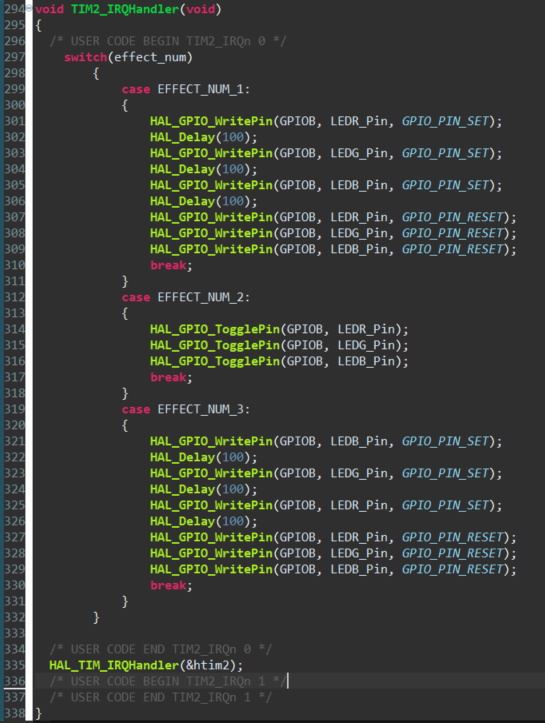 294 void TIM2_IRQHandler(void)
295 {
296 /* USER CODE BEGIN TIM2_IRQn 0 */
297 switch(effect_num)
298 {
299 case EFFECT_NUM_1:
300 {
301 HAL_GPIO_WritePin(GPIOB, LEDR_Pin, GPIO_PIN_SET);
302 HAL_Delay(100);
303 HAL_GPIO_WritePin(GPIOB, LEDG_Pin, GPIO_PIN_SET);
304 HAL_Delay(100);
305 HAL_GPIO_WritePin(GPIOB, LEDB_Pin, GPIO_PIN_SET);
306 HAL_Delay(100);
307 HAL_GPIO_WritePin(GPIOB, LEDR_Pin, GPIO_PIN_RESET);
308 HAL_GPIO_WritePin(GPIOB, LEDG_Pin, GPIO_PIN_RESET);
309 HAL_GPIO_WritePin(GPIOB, LEDB_Pin, GPIO_PIN_RESET);
310 break;
311 }
312 case EFFECT_NUM_2:
313 {
314 HAL_GPIO_TogglePin(GPIOB, LEDR_Pin);
315 HAL_GPIO_TogglePin(GPIOB, LEDG_Pin);
316 HAL_GPIO_TogglePin(GPIOB, LEDB_Pin);
317 break;
318 }
319 case EFFECT_NUM_3:
320 {
321 HAL_GPIO_WritePin(GPIOB, LEDB_Pin, GPIO_PIN_SET);
322 HAL_Delay(100);
323 HAL_GPIO_WritePin(GPIOB, LEDG_Pin, GPIO_PIN_SET);
324 HAL_Delay(100);
325 HAL_GPIO_WritePin(GPIOB, LEDR_Pin, GPIO_PIN_SET);
326 HAL_Delay(100);
327 HAL_GPIO_WritePin(GPIOB, LEDR_Pin, GPIO_PIN_RESET);
328 HAL_GPIO_WritePin(GPIOB, LEDG_Pin, GPIO_PIN_RESET);
329 HAL_GPIO_WritePin(GPIOB, LEDB_Pin, GPIO_PIN_RESET);
330 break;
331 }
332 }
333
334 /* USER CODE END TIM2_IRQn 0 */
335 HAL_TIM_IRQHandler(&htim2);
336 /* USER CODE BEGIN TIM2_IRQn 1 */
337 /* USER CODE END TIM2_IRQn 1 */
338 }